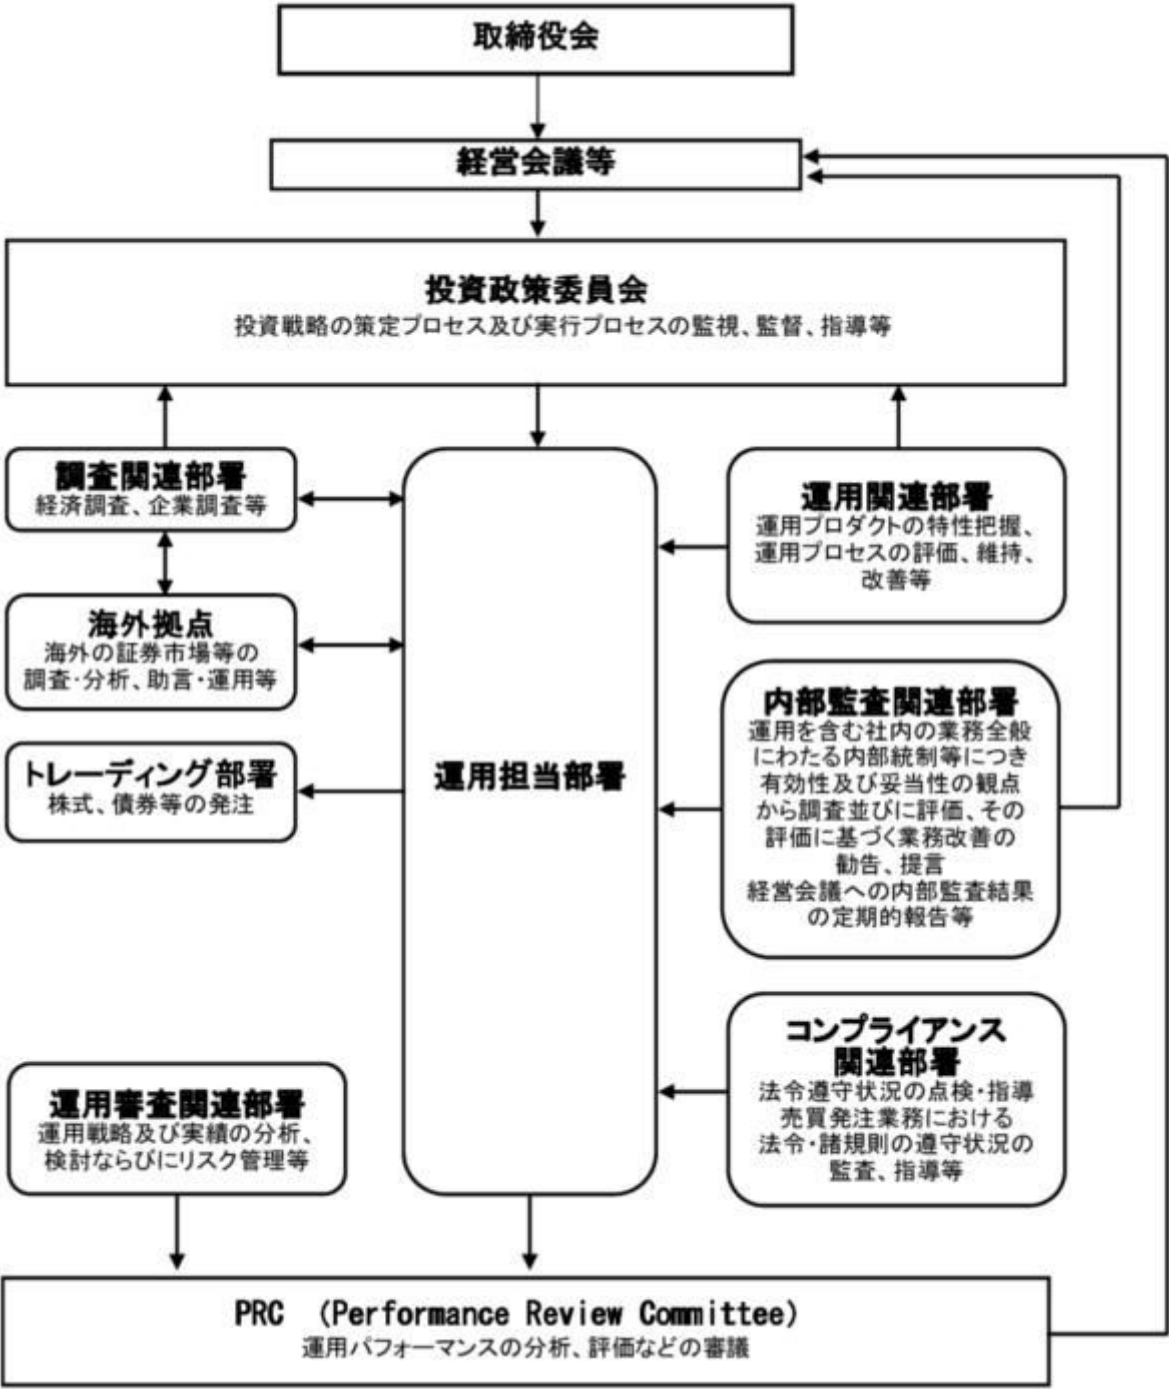 取締役会
経営会議等
投資政策委員会
投資戦略の策定プロセス及び実行プロセスの監視、監督、指導等
調査関連部署
経済調査、企業調査等
海外拠点
海外の証券市場等の
調査・分析、助言・運用等
トレーディング部署
株式、債券等の発注
運用担当部署
運用関連部署
運用プロダクトの特性把握、
運用プロセスの評価、維持、
改善等
内部監査関連部署
運用を含む社内の業務全般
にわたる内部統制等につき
有効性及び妥当性の観点
から調査並びに評価、その
評価に基づく業務改善の
勧告、提言
経営会議への内部監査結果
の定期的報告等
コンプライアンス
関連部署
法令遵守状況の点検・指導
売買発注業務における
法令・諸規則の遵守状況の
監査、指導等
運用審査関連部署
運用戦略及び実績の分析、
検討ならびにリスク管理等
PRC （Performance Review Committee）
運用パフォーマンスの分析、評価などの審議